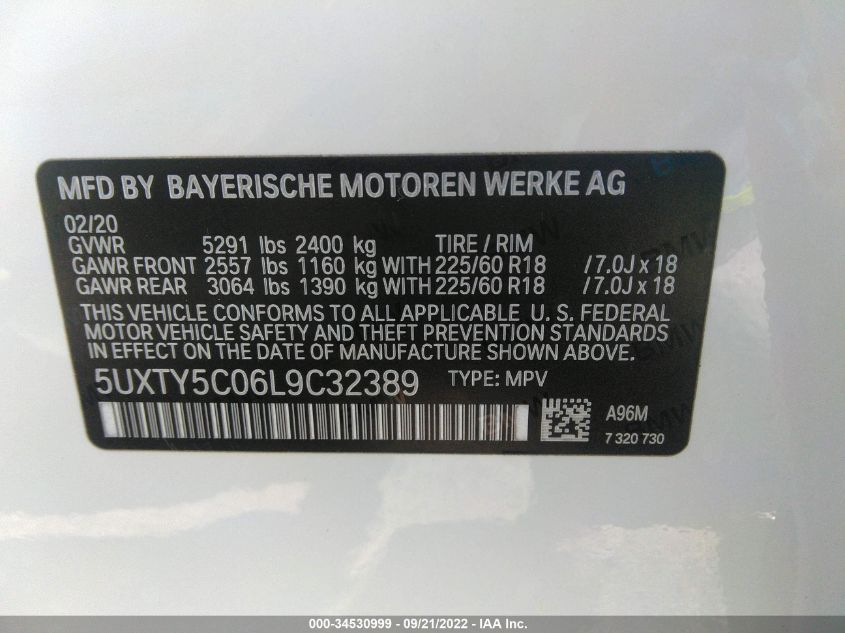 MFD BY BAYERISCHE MOTOREN WERKE AG
02/20
GVWR 5291 lbs 2400 kg TIRE / RIM
GAWR FRONT 2557 lbs 1160 kg WITH 225/60 R18 / 7.0J x 18
GAWR REAR 3064 lbs 1390 kg WITH 225/60 R18 / 7.0J x 18
THIS VEHICLE CONFORMS TO ALL APPLICABLE U. S. FEDERAL
MOTOR VEHICLE SAFETY AND THEFT PREVENTION STANDARDS
IN EFFECT ON THE DATE OF MANUFACTURE SHOWN ABOVE.
5UXTY5C06L9C32389 TYPE: MPV
A96M
7 320 730
000-34530999 - 09/21/2022 - IAA Inc.